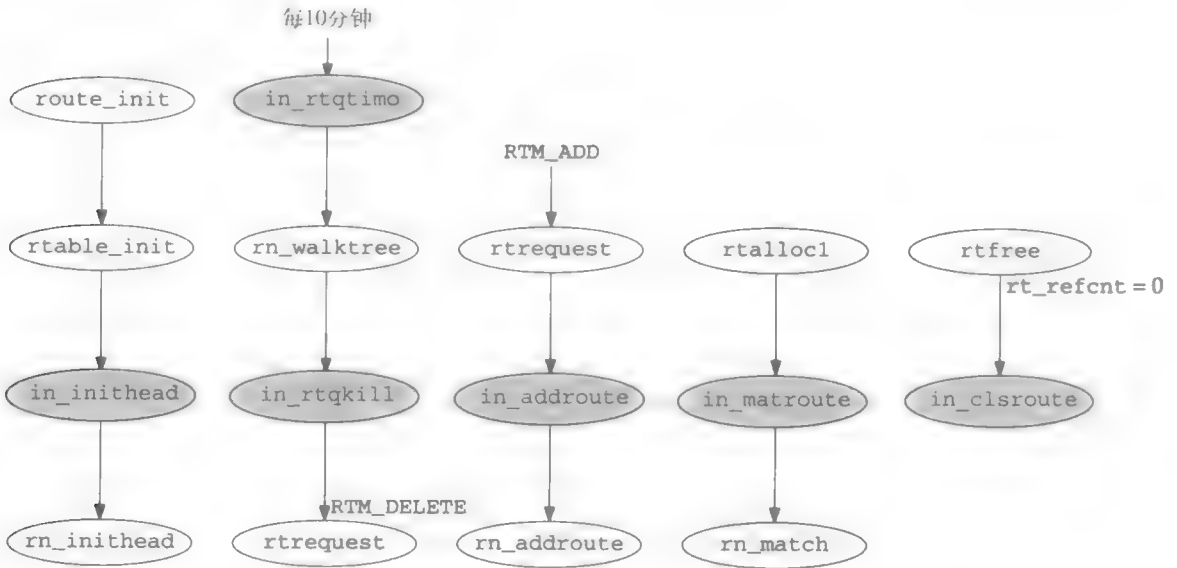 每10分钟
route_init
in_rtqtimo
RTM_ADD
rtable_init
rn_walktree
rtrequest
rtalloc1
rtfree
rt_refcnt = 0
in_inithead
in_rtqkill
in_addroute
in_matroute
in_clsroute
RTM_DELETE
rn_inithead
rtrequest
rn_addroute
rn_match